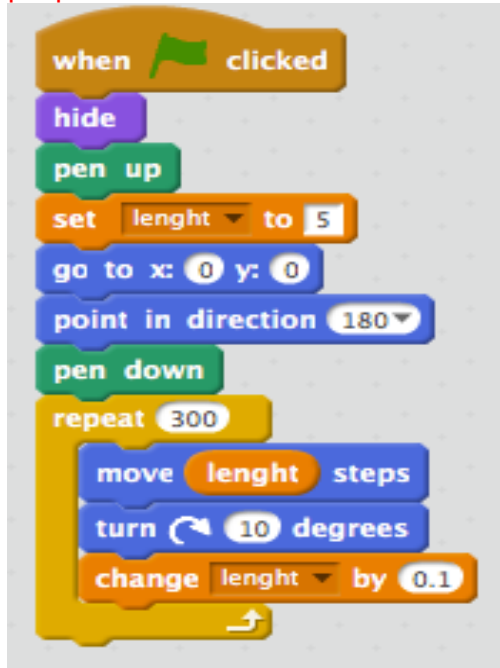 when clicked
hide
pen up
set lenght to 5
go to x: 0 y: 0
point in direction 180
pen down
repeat 300
move lenght steps
turn 10 degrees
change lenght by 0.1